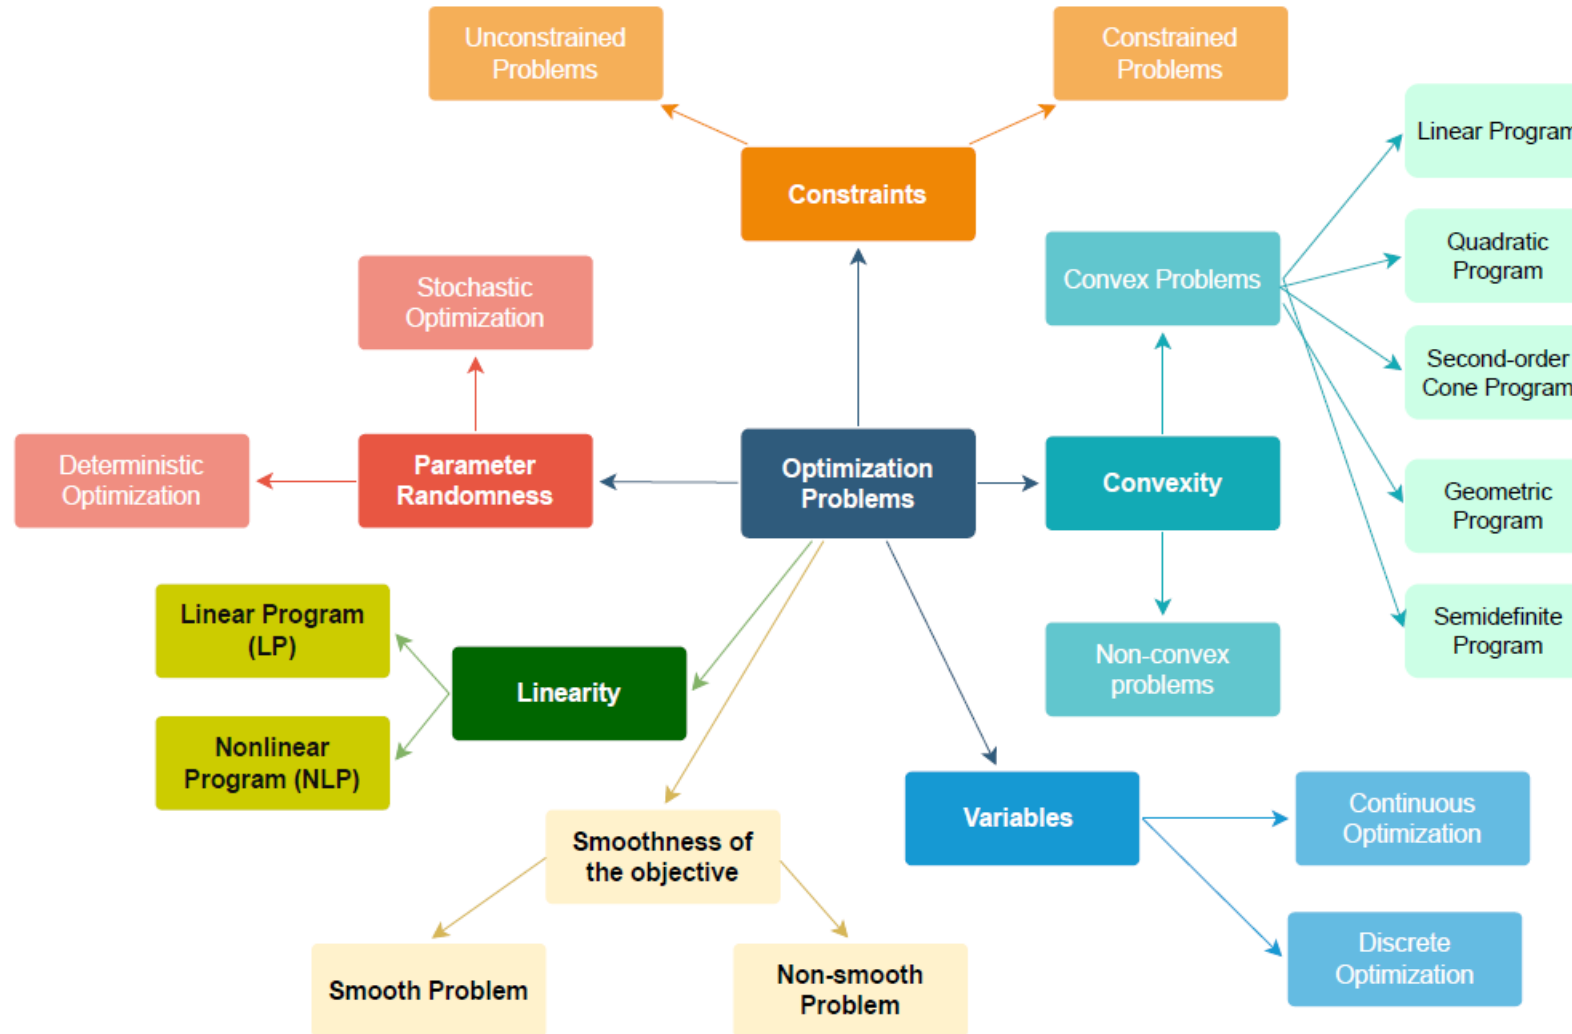 Unconstrained
Problems
Constrained
Problems
Linear Program
Constraints
Quadratic
Program
Stochastic
Optimization
Convex Problems
Second-order
Cone Program
Deterministic
Optimization
Parameter
Randomness
Optimization
Problems
Convexity
Geometric
Program
Linear Program
(LP)
Semidefinite
Program
Linearity
Non-convex
problems
Nonlinear
Program (NLP)
Smoothness of
the objective
Variables
Continuous
Optimization
Smooth Problem
Non-smooth
Problem
Discrete
Optimization